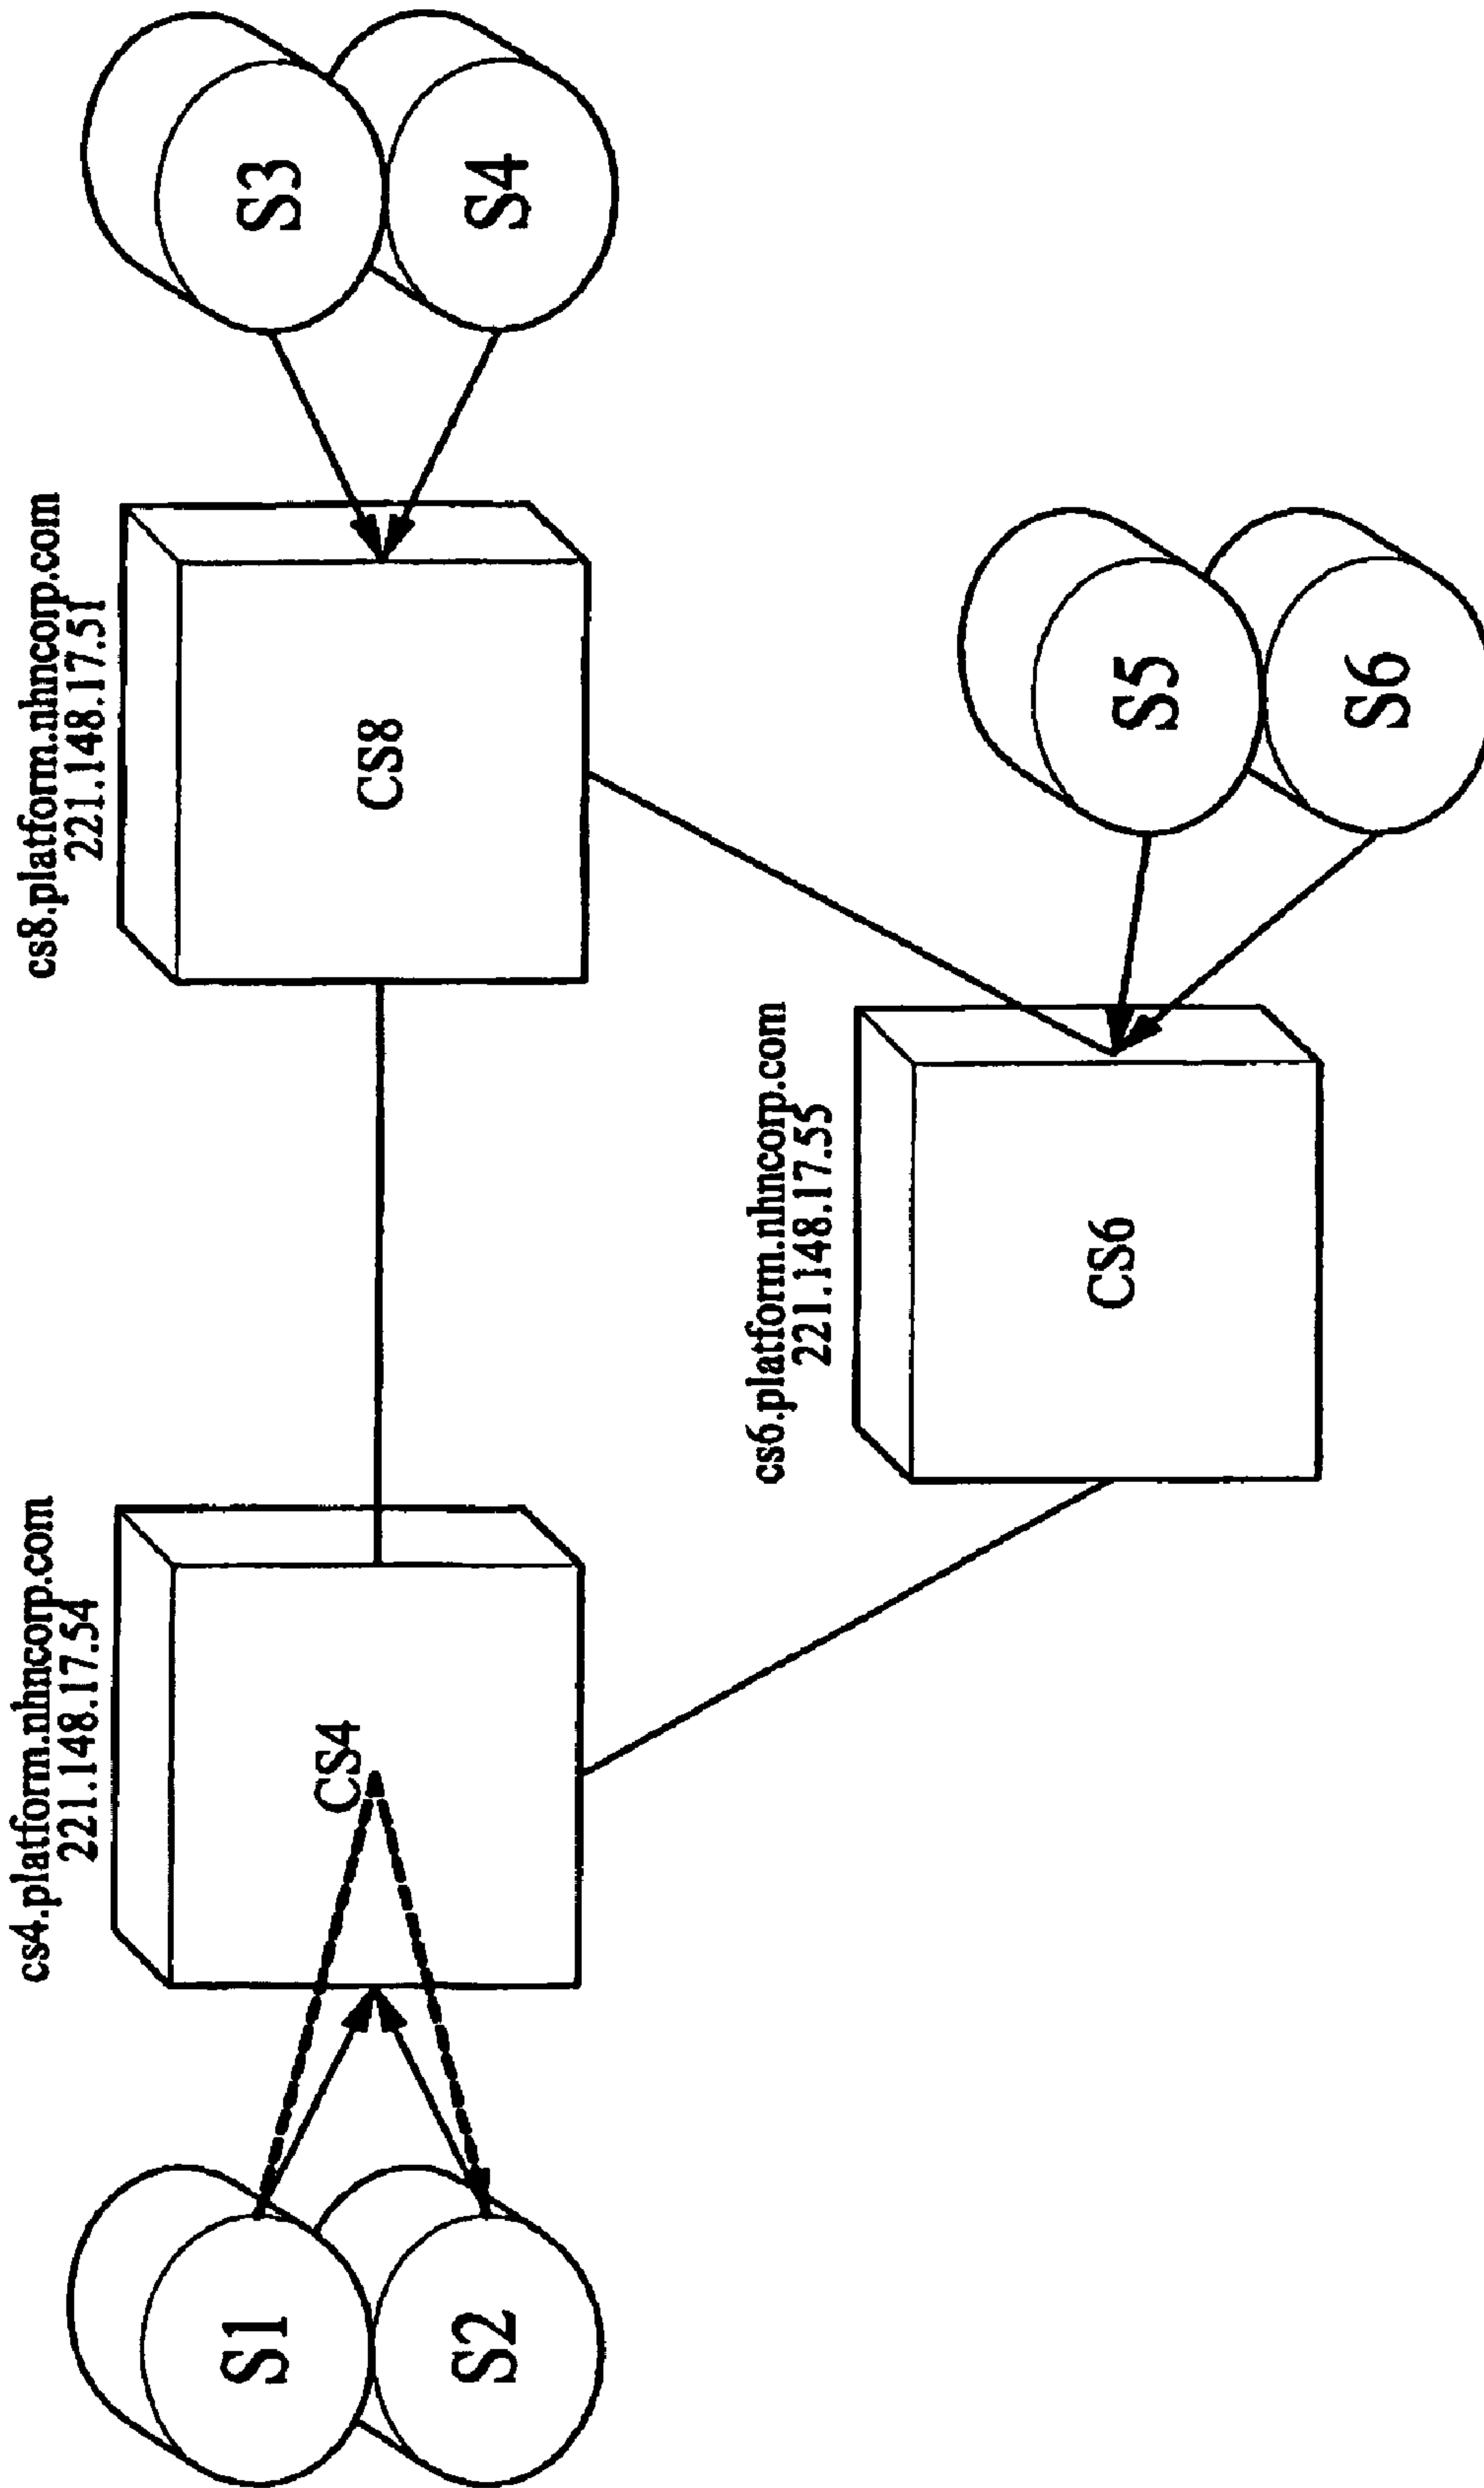 cs4.platform.nhncorp.com
221.148.17.54
cs8.platform.nhncorp.com
221.148.17.51
S1
CS4
CS8
S3
S2
S4
cs6.platform.nhncorp.com
221.148.17.55
CS6
S5
S6